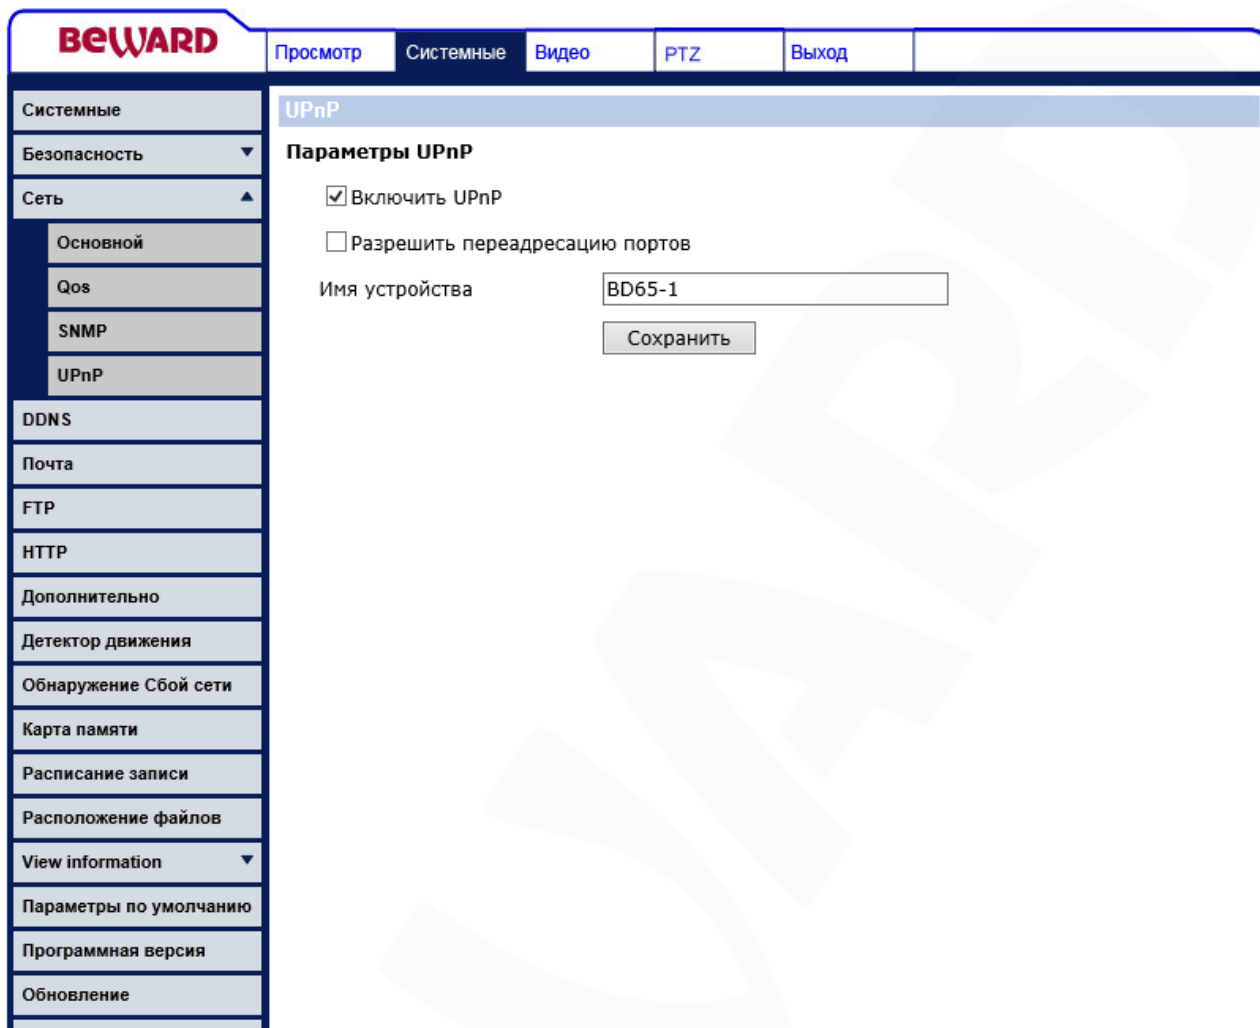 BEWARD
Просмотр Системные Видео PTZ Выход
Системные
Безопасность
Сеть
Основной
Qos
SNMP
UPnP
DDNS
Почта
FTP
HTTP
Дополнительно
Детектор движения
Обнаружение Сбой сети
Карта памяти
Расписание записи
Расположение файлов
View information
Параметры по умолчанию
Программная версия
Обновление
UPnP
Параметры UPnP
Включить UPnP
Разрешить переадресацию портов
Имя устройства BD65-1
Сохранить